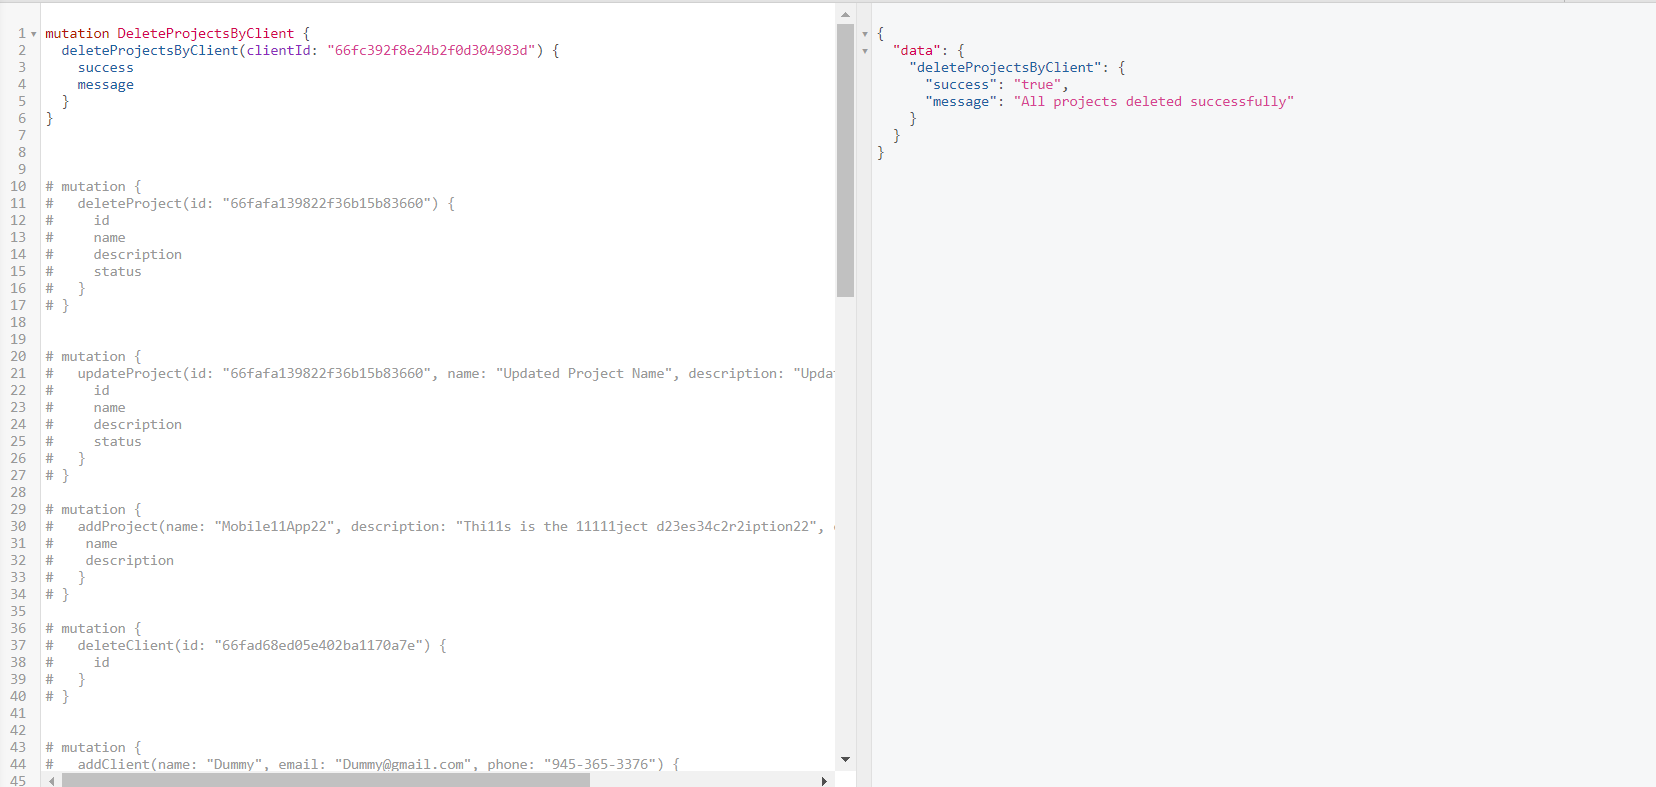 1 mutation DeleteProjectsByClient {
2   deleteProjectsByClient(clientId: "66fc392f8e24b2f0d304983d") {
3     success
4     message
5   }
6 }
7
8
9
10 # mutation {
11 #   deleteProject(id: "66fafa139822f36b15b83660") {
12 #     id
13 #     name
14 #     description
15 #     status
16 #   }
17 # }
18
19
20 # mutation {
21 #   updateProject(id: "66fafa139822f36b15b83660", name: "Updated Project Name", description: "Upda
22 #     id
23 #     name
24 #     description
25 #     status
26 #   }
27 # }
28
29 # mutation {
30 #   addProject(name: "Mobile11App22", description: "Thi11s is the 11111ject d23es34c2r2iption22",
31 #    name
32 #    description
33 #   }
34 # }
35
36 # mutation {
37 #   deleteClient(id: "66fad68ed05e402ba1170a7e") {
38 #     id
39 #   }
40 # }
41
42
43 # mutation {
44 #   addClient(name: "Dummy", email: "Dummy@gmail.com", phone: "945-365-3376") {
45
{
  "data": {
    "deleteProjectsByClient": {
      "success": "true",
      "message": "All projects deleted successfully"
    }
  }
}